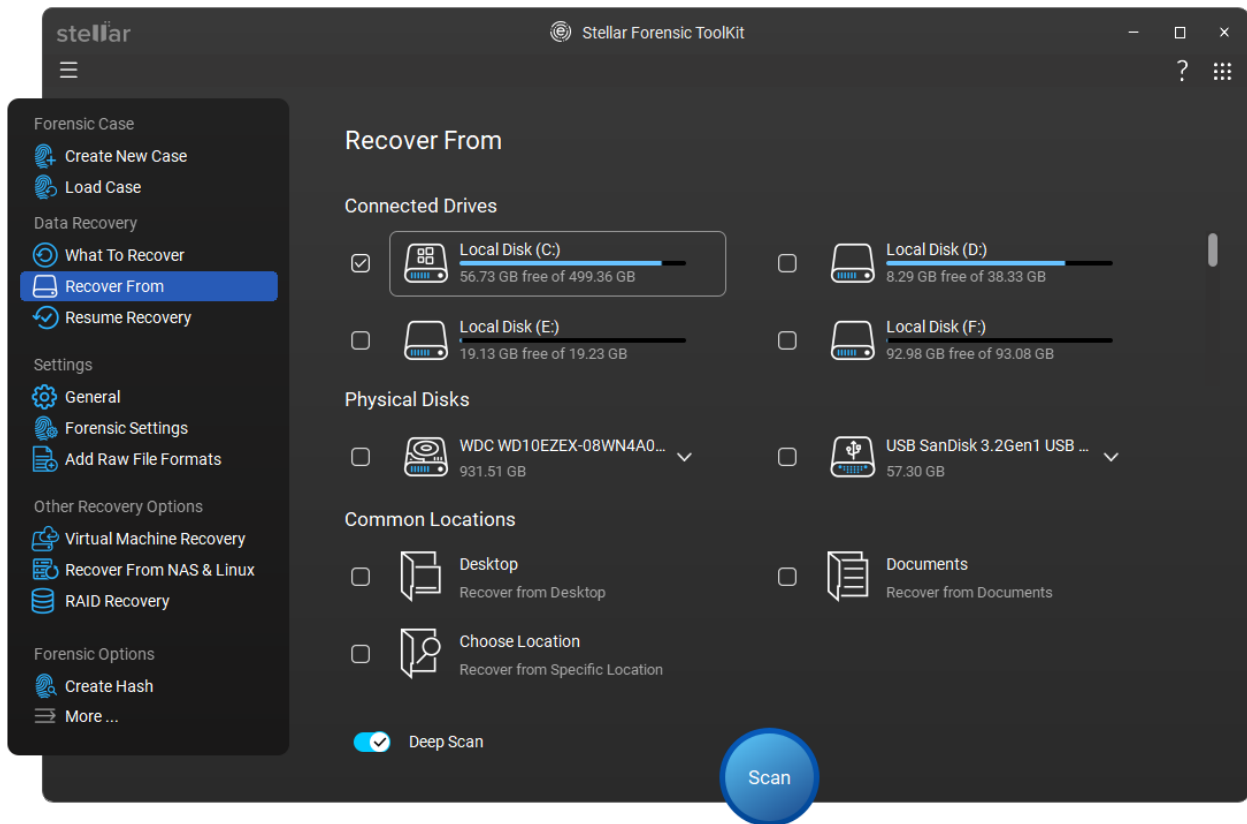 stellar
Stellar Forensic ToolKit
?
Forensic Case
Create New Case
Load Case
Data Recovery
What To Recover
Recover From
Resume Recovery
Settings
General
Forensic Settings
Add Raw File Formats
Other Recovery Options
Virtual Machine Recovery
Recover From NAS & Linux
RAID Recovery
Forensic Options
Create Hash
More ...
Recover From
Connected Drives
Local Disk (C:)
56.73 GB free of 499.36 GB
Local Disk (D:)
8.29 GB free of 38.33 GB
Local Disk (E:)
19.13 GB free of 19.23 GB
Local Disk (F:)
92.98 GB free of 93.08 GB
Physical Disks
WDC WD10EZEX-08WN4A0...
931.51 GB
USB SanDisk 3.2Gen1 USB ...
57.30 GB
Common Locations
Desktop
Recover from Desktop
Documents
Recover from Documents
Choose Location
Recover from Specific Location
Deep Scan
Scan